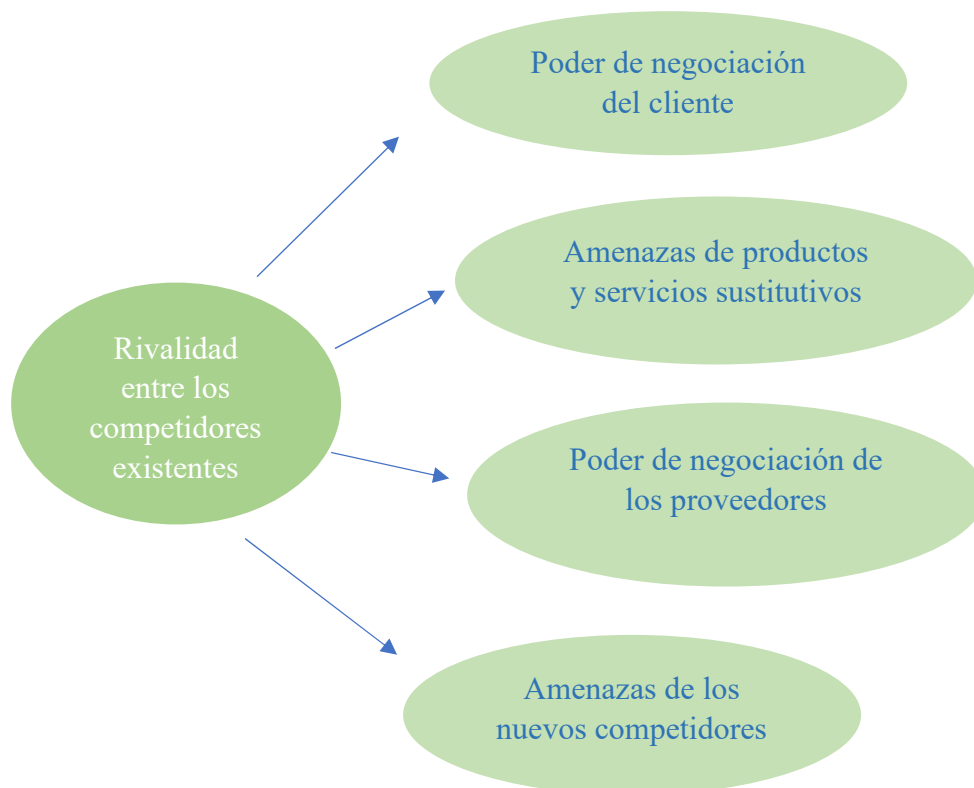 Poder de negociación
del cliente
Amenazas de productos
y servicios sustitutivos
Rivalidad
entre los
competidores
existentes
Poder de negociación de
los proveedores
Amenazas de los
nuevos competidores